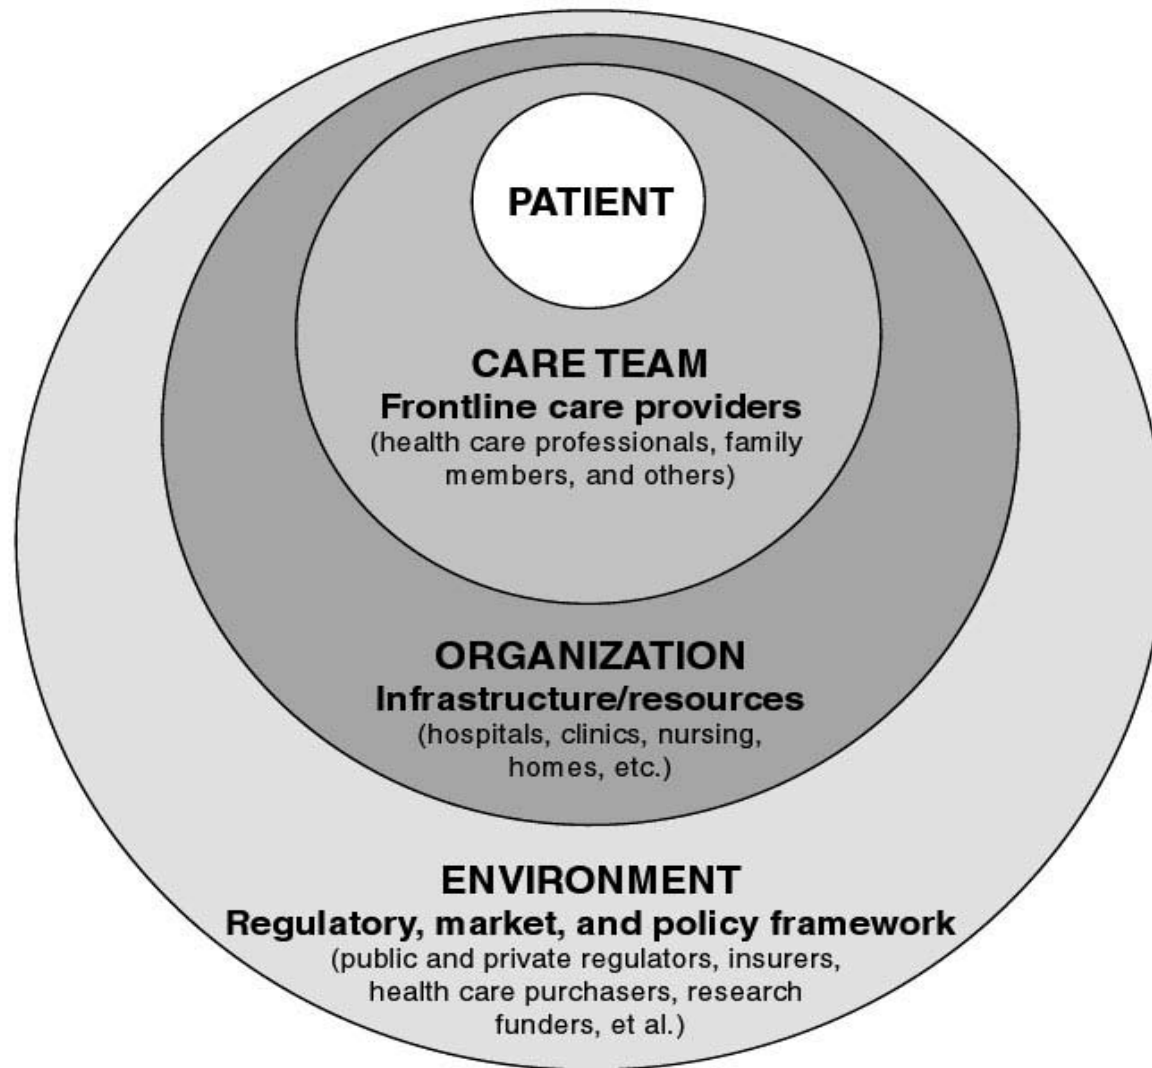 PATIENT
CARE TEAM
Frontline care providers
(health care professionals, family
members, and others)
ORGANIZATION
Infrastructure/resources
(hospitals, clinics, nursing,
homes, etc.)
ENVIRONMENT
Regulatory, market, and policy framework
(public and private regulators, insurers,
health care purchasers, research
funders, et al.)